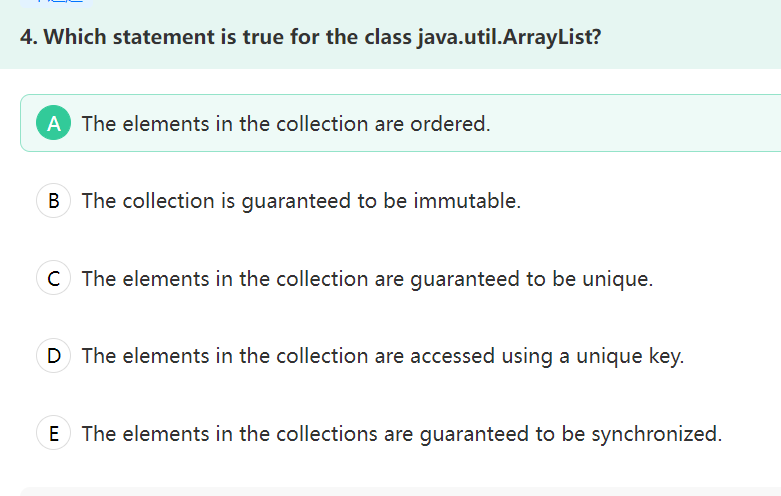 4. Which statement is true for the class java.util.ArrayList?
A The elements in the collection are ordered.
B The collection is guaranteed to be immutable.
C The elements in the collection are guaranteed to be unique.
D The elements in the collection are accessed using a unique key.
E The elements in the collections are guaranteed to be synchronized.